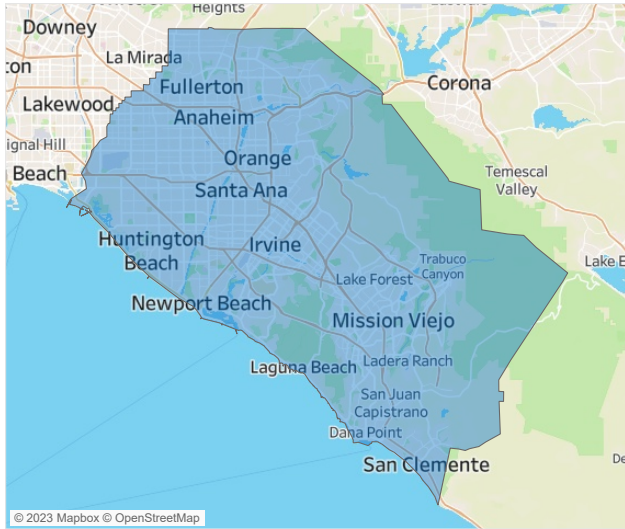 Heights
Downey
La Mirada
ton
Fullerton
Corona
Lakewood
Anaheim
ignal Hill
Orange
Beach
Santa Ana
Temescal
Valley
Huntington
Beach
Irvine
Trabuco
Canyon
Lake E
Lake Forest
Newport Beach
Mission Viejo
Laguna Beach
Ladera Ranch
San Juan
Capistrano
Dana Point
San Clemente
De
© 2023 Mapbox © OpenStreetMap